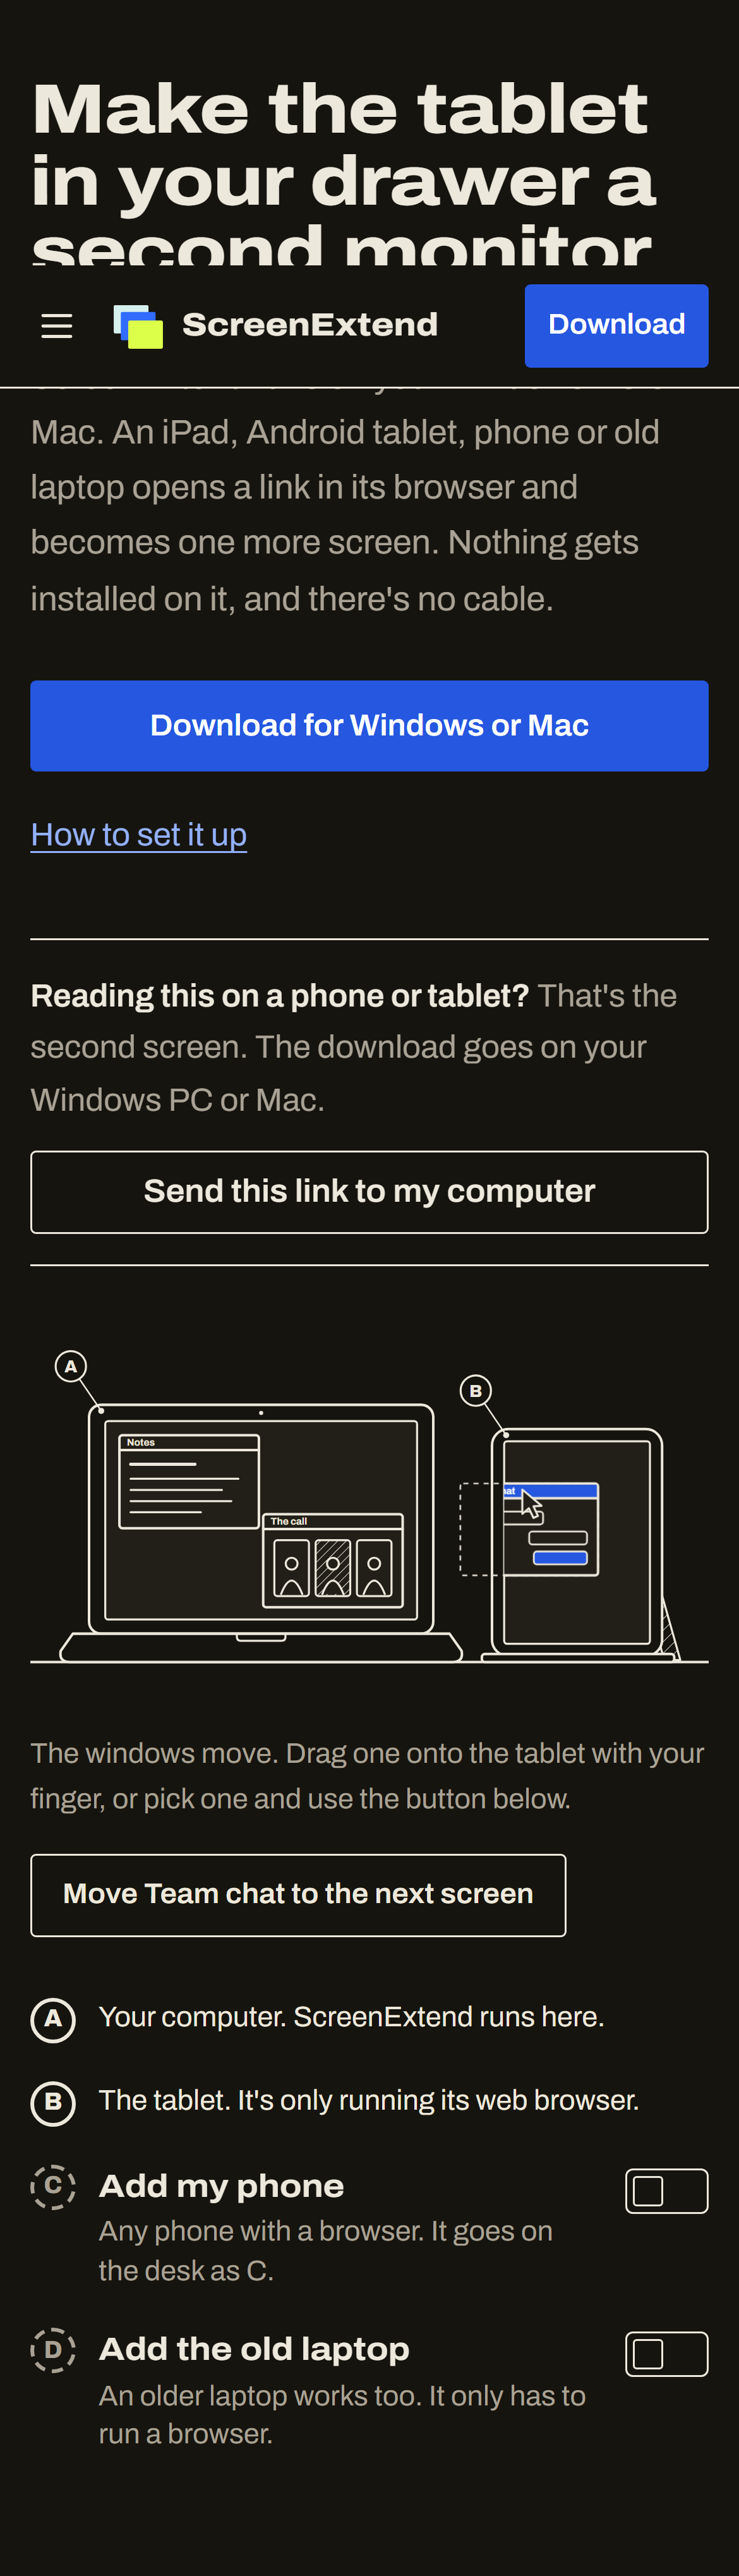 Make the tablet
in your drawer a
second monitor
ScreenExtend
Download
Mac. An iPad, Android tablet, phone or old
laptop opens a link in its browser and
becomes one more screen. Nothing gets
installed on it, and there's no cable.
Download for Windows or Mac
How to set it up
Reading this on a phone or tablet? That's the
second screen. The download goes on your
Windows PC or Mac.
Send this link to my computer
A
B
Notes
The call
hat
The windows move. Drag one onto the tablet with your
finger, or pick one and use the button below.
Move Team chat to the next screen
A Your computer. ScreenExtend runs here.
B The tablet. It's only running its web browser.
C Add my phone
Any phone with a browser. It goes on
the desk as C.
D Add the old laptop
An older laptop works too. It only has to
run a browser.